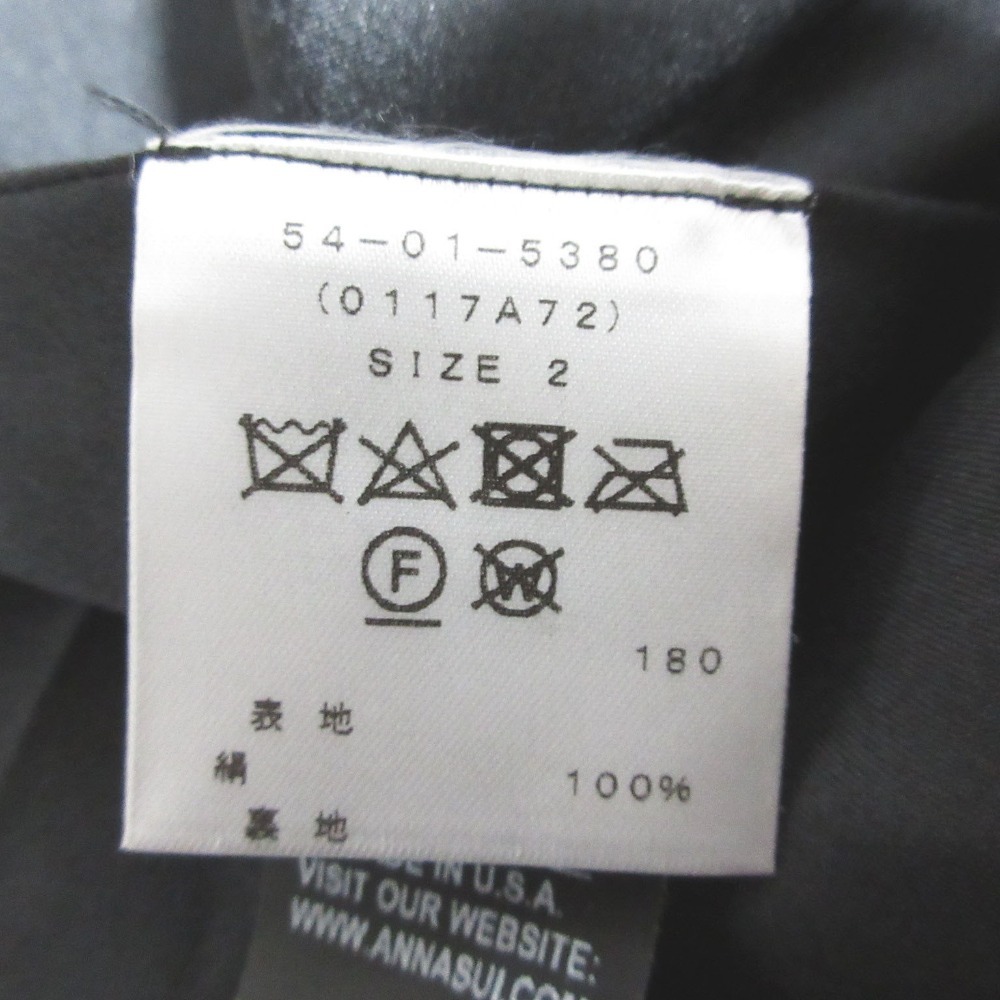 54-01-5380
(0117A72)
SIZE 2
F W
180
表 地
絹 100%
裏 地
IN U.S.A.
VISIT OUR WEBSITE:
WWW.ANNASUI.COM